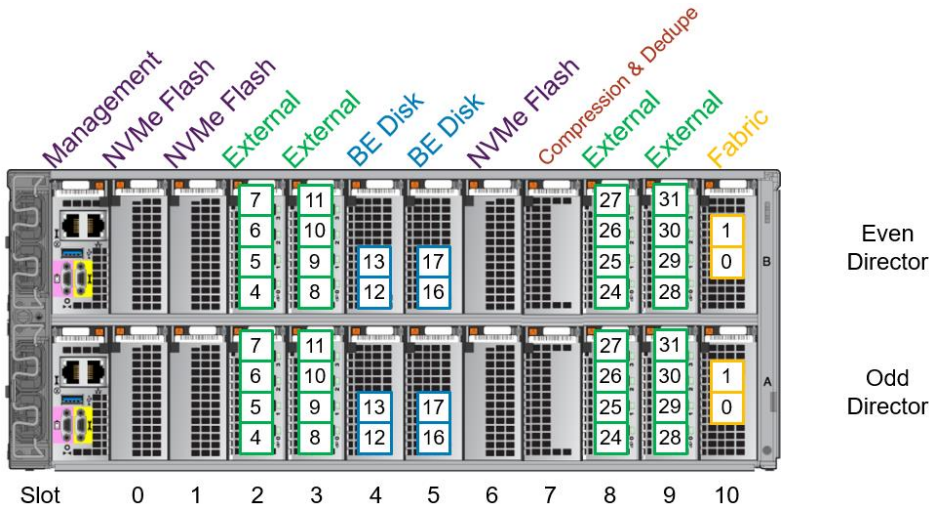 Management
NVMe Flash
NVMe Flash
External
External
BE Disk
BE Disk
NVMe Flash
Compression & Dedupe
External
External
Fabric
7 11 27 31
6 10 26 30 1
5 9 13 17 25 29 0
4 8 12 16 24 28
B
Even
Director
7 11 27 31
6 10 26 30 1
5 9 13 17 25 29 0
4 8 12 16 24 28
A
Odd
Director
Slot 0 1 2 3 4 5 6 7 8 9 10